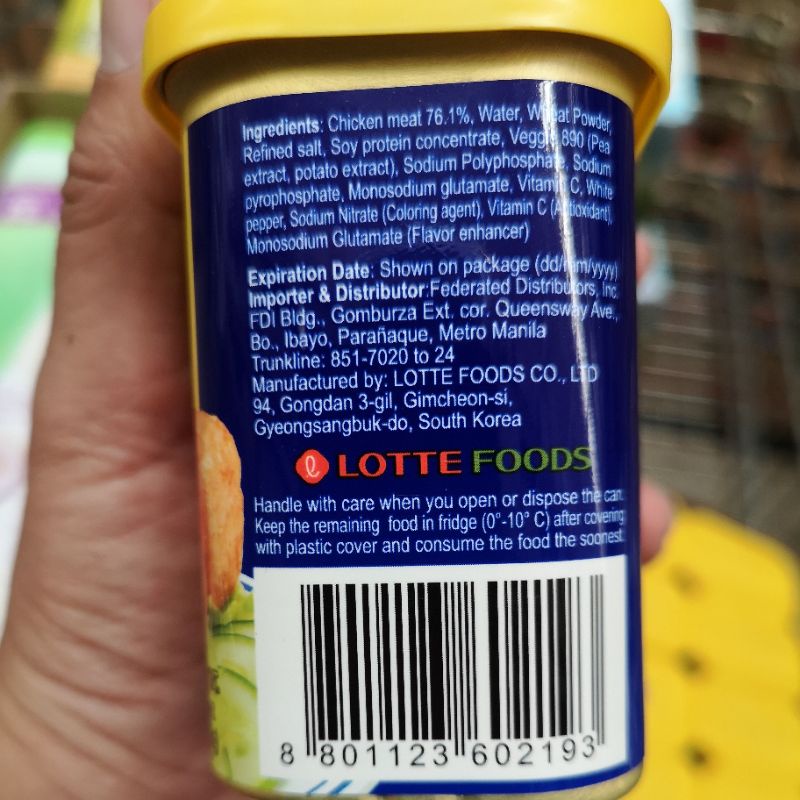 Ingredients: Chicken meat 76.1%, Water, Wheat Powder,
Refined salt, Soy protein concentrate, Veggie 890 (Pea
extract, potato extract), Sodium Polyphosphate, Sodium
pyrophosphate, Monosodium glutamate, Vitamin C, White
pepper, Sodium Nitrate (Coloring agent), Vitamin C (Antioxidant),
Monosodium Glutamate (Flavor enhancer)
Expiration Date: Shown on package (dd/mm/yyyy)
Importer & Distributor:Federated Distributors, Inc.
FDI Bldg., Gomburza Ext. cor. Queensway Ave.,
Bo., Ibayo, Parañaque, Metro Manila
Trunkline: 851-7020 to 24
Manufactured by: LOTTE FOODS CO., LTD
94, Gongdan 3-gil, Gimcheon-si,
Gyeongsangbuk-do, South Korea
LOTTE FOODS
Handle with care when you open or dispose the can.
Keep the remaining food in fridge (0°-10° C) after covering
with plastic cover and consume the food the soonest.
8 801123 602193